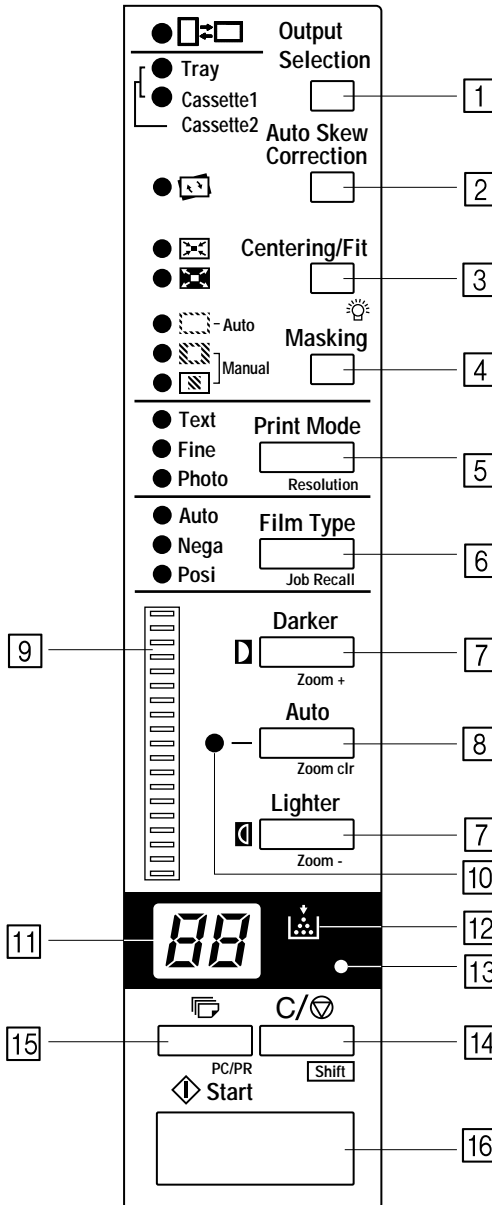 Output
Selection
Tray
Cassette1
1
Cassette2
Auto Skew
Correction
2
Centering/Fit
3
Auto
Masking
Manual
4
Text
Print Mode
Fine
5
Photo
Resolution
Auto
Film Type
Nega
6
Posi
Job Recall
Darker
9
7
Zoom +
Auto
8
Zoom clr
Lighter
7
Zoom -
10
88
11
12
13
C/
15
14
PC/PR
Shift
Start
16